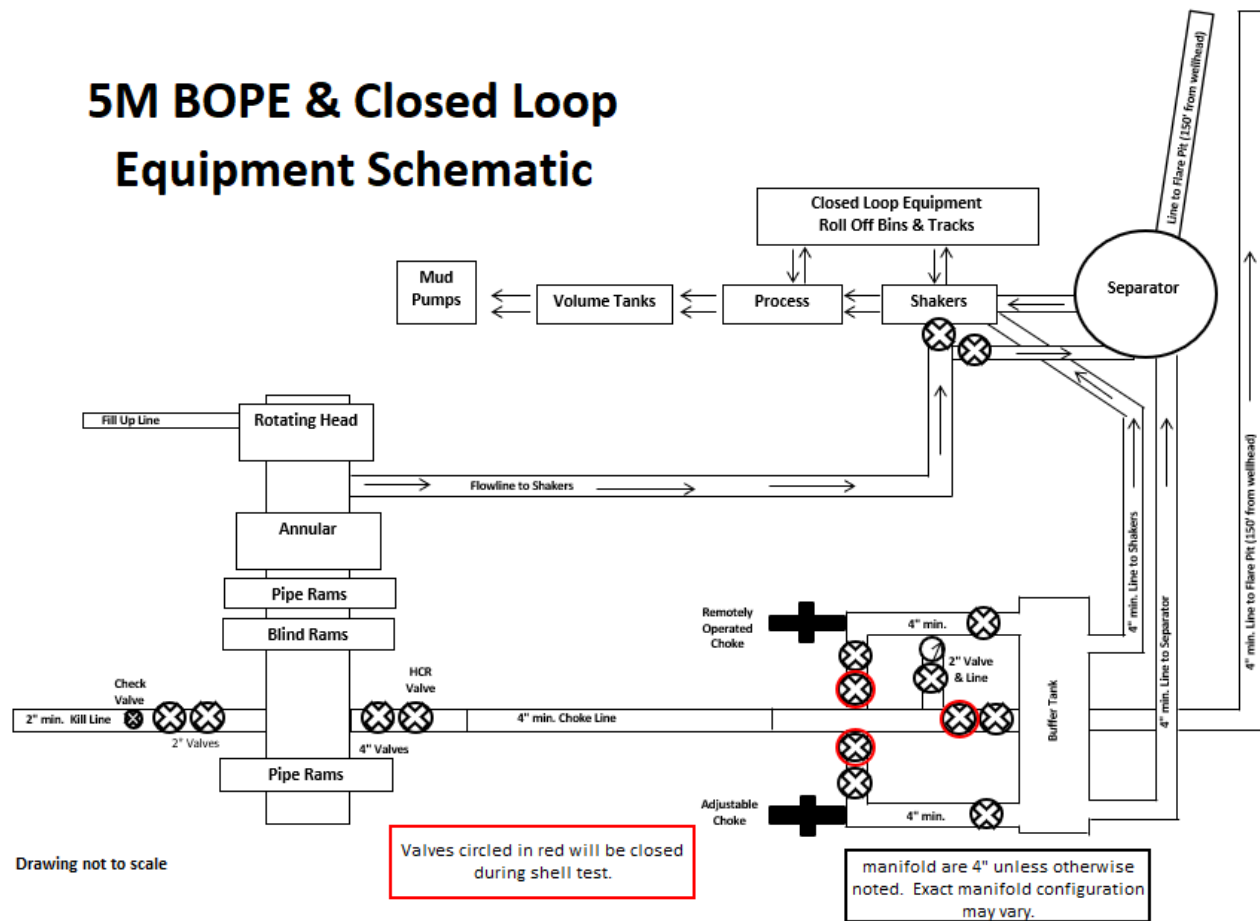 5M BOPE & Closed Loop
Equipment Schematic
Line to Flare Pit (150' from wellhead)
Closed Loop Equipment
Roll Off Bins & Tracks
Mud
Pumps
Volume Tanks
Process
Shakers
Separator
Fill Up Line
Rotating Head
Flowline to Shakers
Annular
Pipe Rams
Blind Rams
Check
Valve
HCR
Valve
2" min. Kill Line
2" Valves
4" Valves
4" min. Choke Line
Pipe Rams
Remotely
Operated
Choke
4" min.
2" Valve
& Line
Buffer Tank
Adjustable
Choke
4" min.
4" min. Line to Shakers
4" min. Line to Separator
4" min. Line to Flare Pit (150' from wellhead)
Drawing not to scale
Valves circled in red will be closed
during shell test.
manifold are 4" unless otherwise
noted. Exact manifold configuration
may vary.